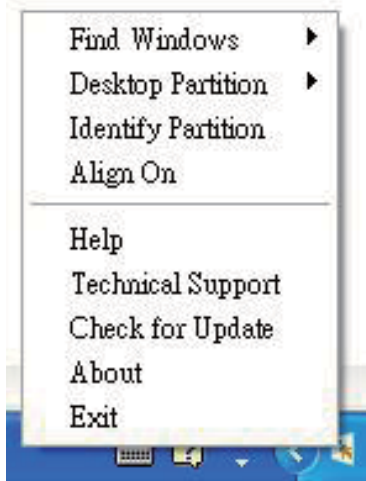 Find Windows
Desktop Partition
Identify Partition
Align On
Help
Technical Support
Check for Update
About
Exit